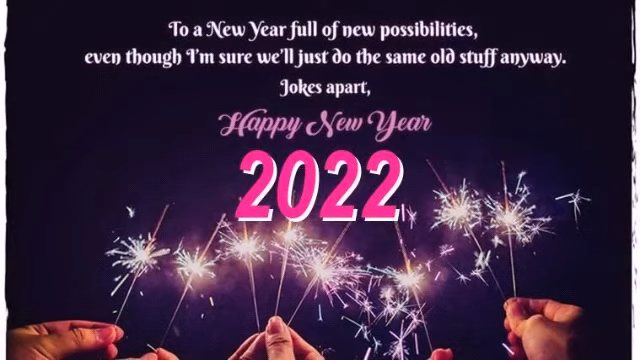 To a New Year full of new possibilities,
even though I'm sure we'll just do the same old stuff anyway.
Jokes apart,
Happy New Year
2022